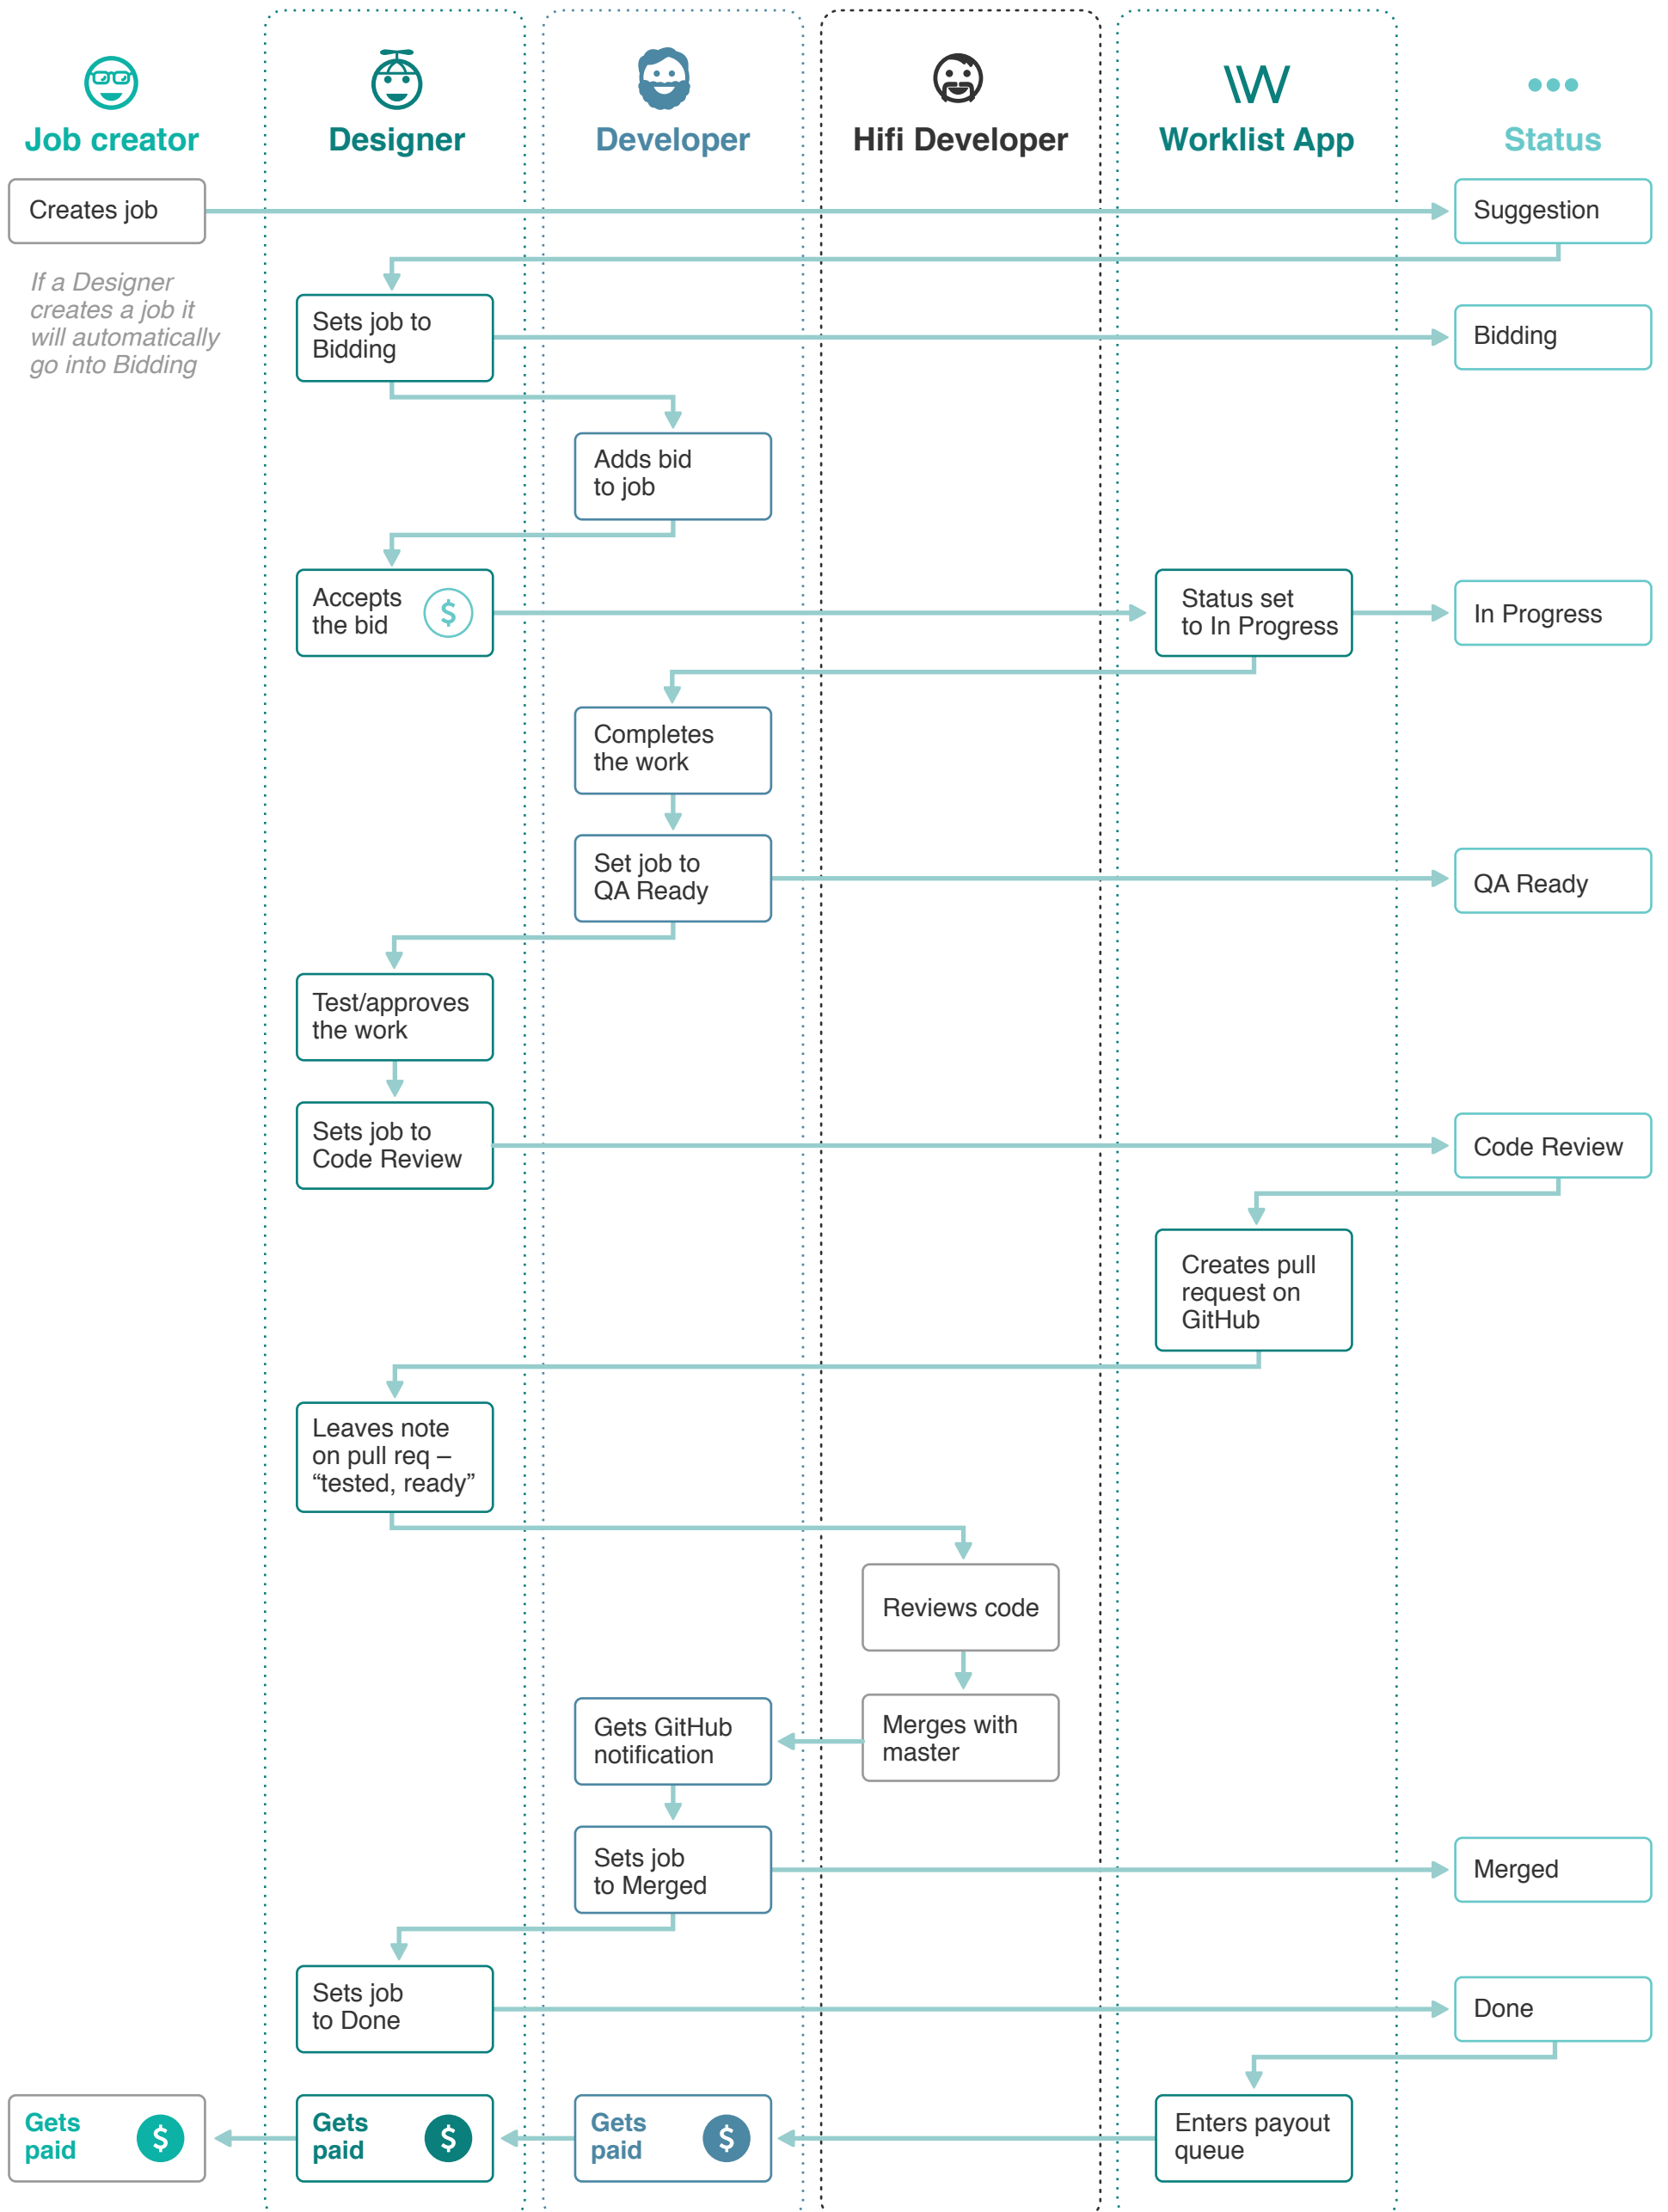 Job creator
Designer
Developer
Hifi Developer
Worklist App
Status
Creates job
Suggestion
If a Designer
creates a job it
will automatically
go into Bidding
Sets job to
Bidding
Bidding
Adds bid
to job
Accepts
the bid
$
Status set
to In Progress
In Progress
Completes
the work
Set job to
QA Ready
QA Ready
Test/approves
the work
Sets job to
Code Review
Code Review
Creates pull
request on
GitHub
Leaves note
on pull req –
“tested, ready”
Reviews code
Gets GitHub
notification
Merges with
master
Sets job
to Merged
Merged
Sets job
to Done
Done
Gets
paid
$
Gets
paid
$
Gets
paid
$
Enters payout
queue